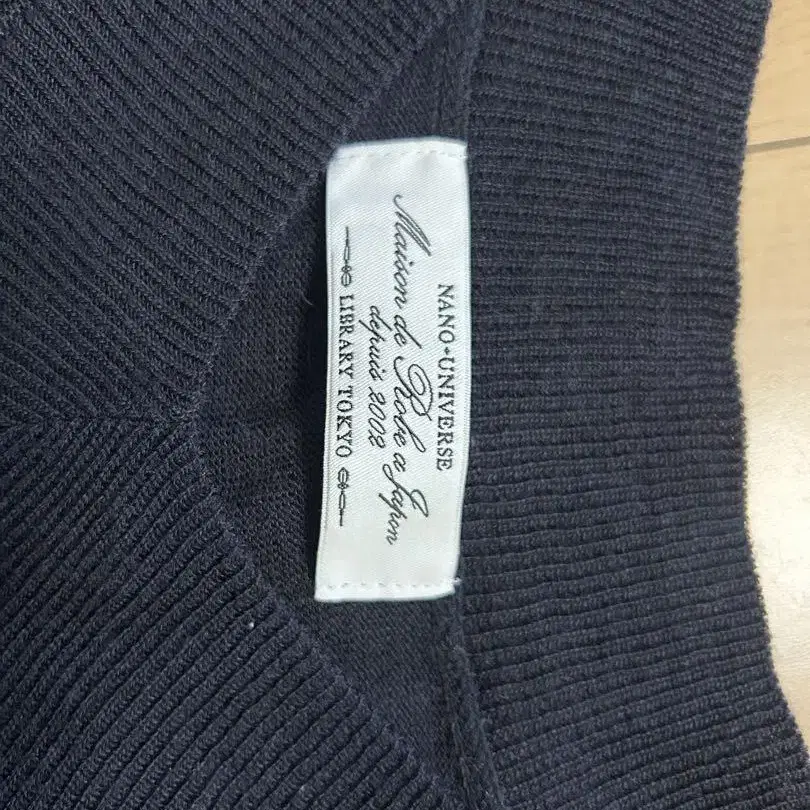 NANO·UNIVERSE
Maison de Robe a Japon
depuis 2002
LIBRARY TOKYO